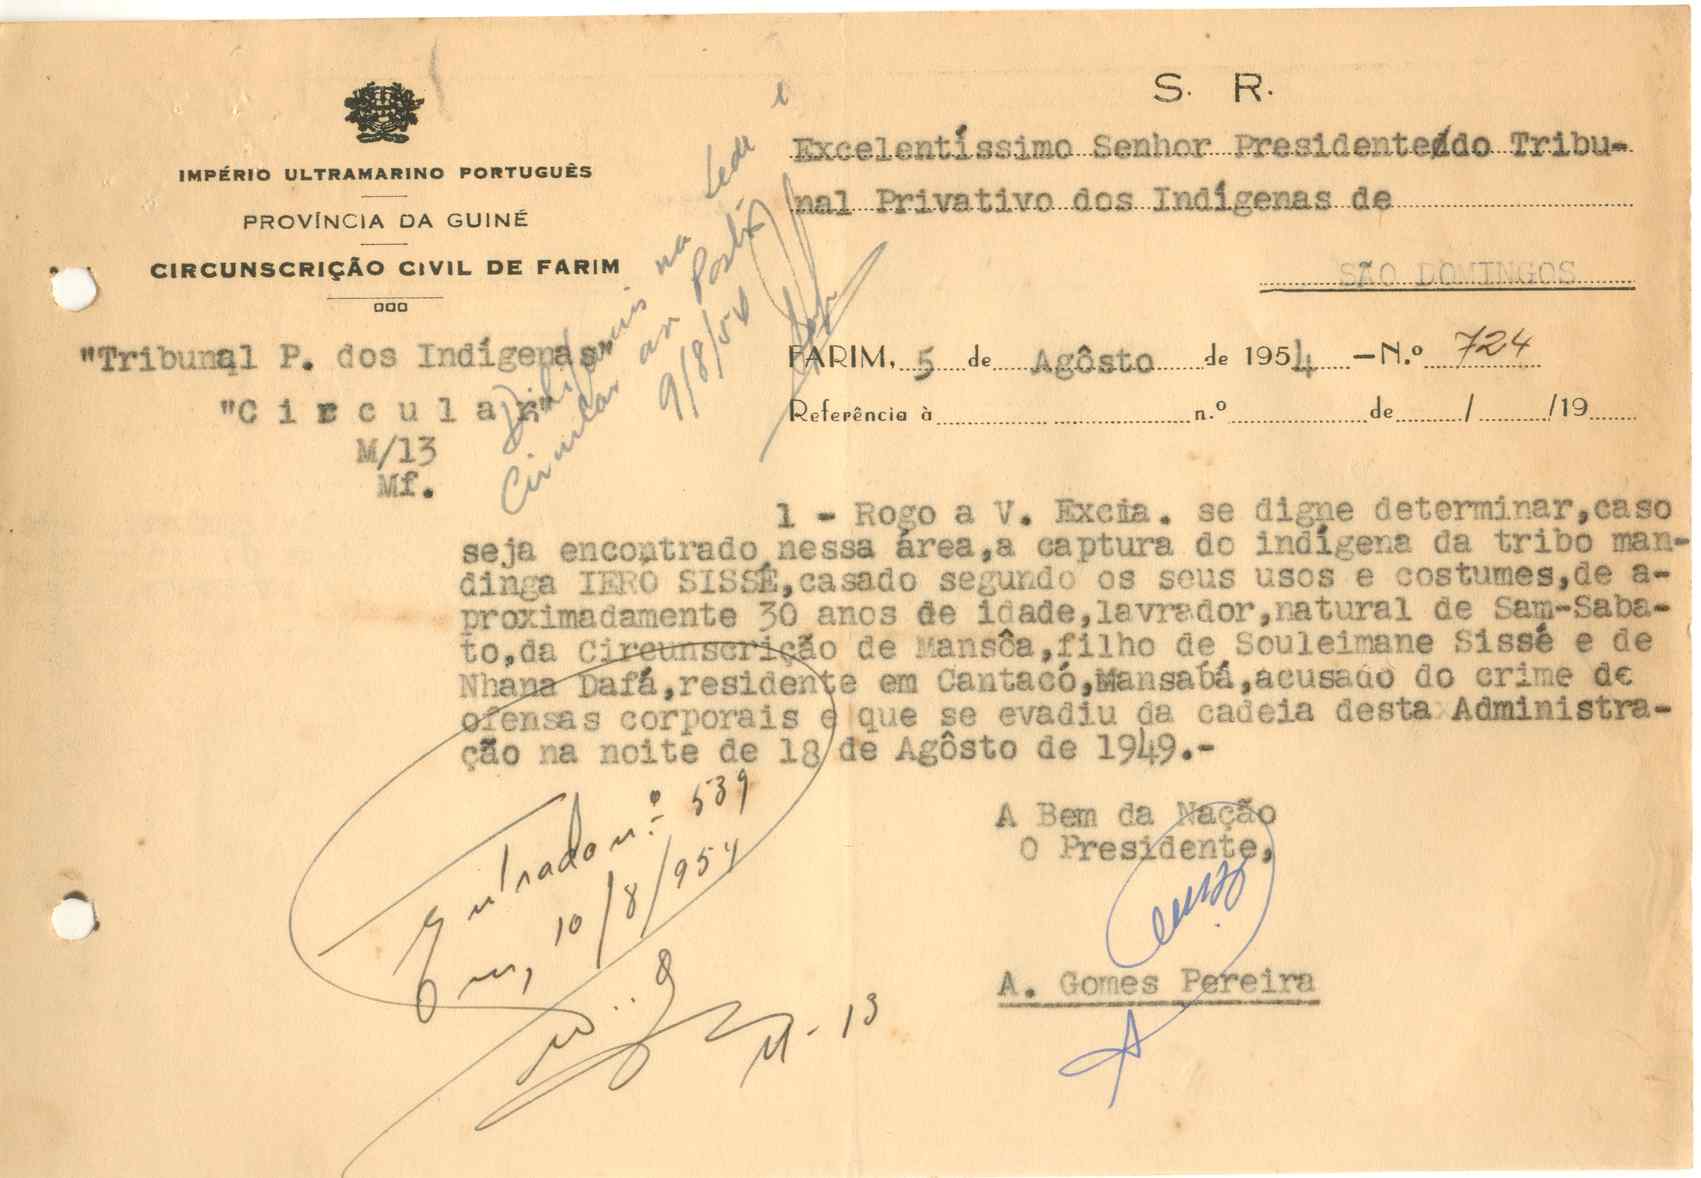 IMPÉRIO ULTRAMARINO PORTUGUÊS
PROVÍNCIA DA GUINÉ
CIRCUNSCRIÇÃO CIVIL DE FARIM
"Tribunal P. dos Indígenas"
"Circular"
M/13
Mf.
na Sede e
Circular
9/8/54
S. R.
Excelentíssimo Senhor Presidente do Tribu-
nal Privativo dos Indígenas de
SÃO DOMINGOS
FARIM, 5 de Agôsto de 1954 — N.º 724
Referência à n.º de / /19
1 - Rogo a V. Excia. se digne determinar,caso
seja encontrado nessa área,a captura do indígena da tribo man-
dinga IERO SISSÉ,casado segundo os seus usos e costumes,de a-
proximadamente 30 anos de idade,lavrador,natural de Sam-Saba-
to,da Circunscrição de Mansôa,filho de Souleimane Sissé e de
Nhana Dafá,residente em Cantacó,Mansabá,acusado do crime de
ofensas corporais e que se evadiu da cadeia desta Administra-
ção na noite de 18 de Agôsto de 1949.-
A Bem da Nação
O Presidente,
A. Gomes Pereira
Entrado n.º 539
Em, 10/8/954
M-13